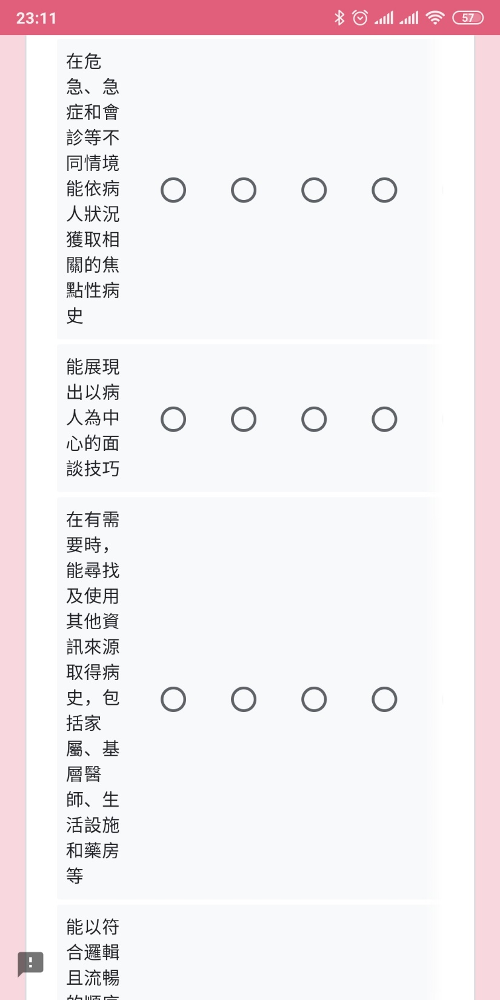 23:11
57
在危
急、急
症和會
診等不
同情境
能依病
人狀況
獲取相
關的焦
點性病
史
能展現
出以病
人為中
心的面
談技巧
在有需
要時，
能尋找
及使用
其他資
訊來源
取得病
史，包
括家
屬、基
層醫
師、生
活設施
和藥房
等
能以符
合邏輯
且流暢
的順序